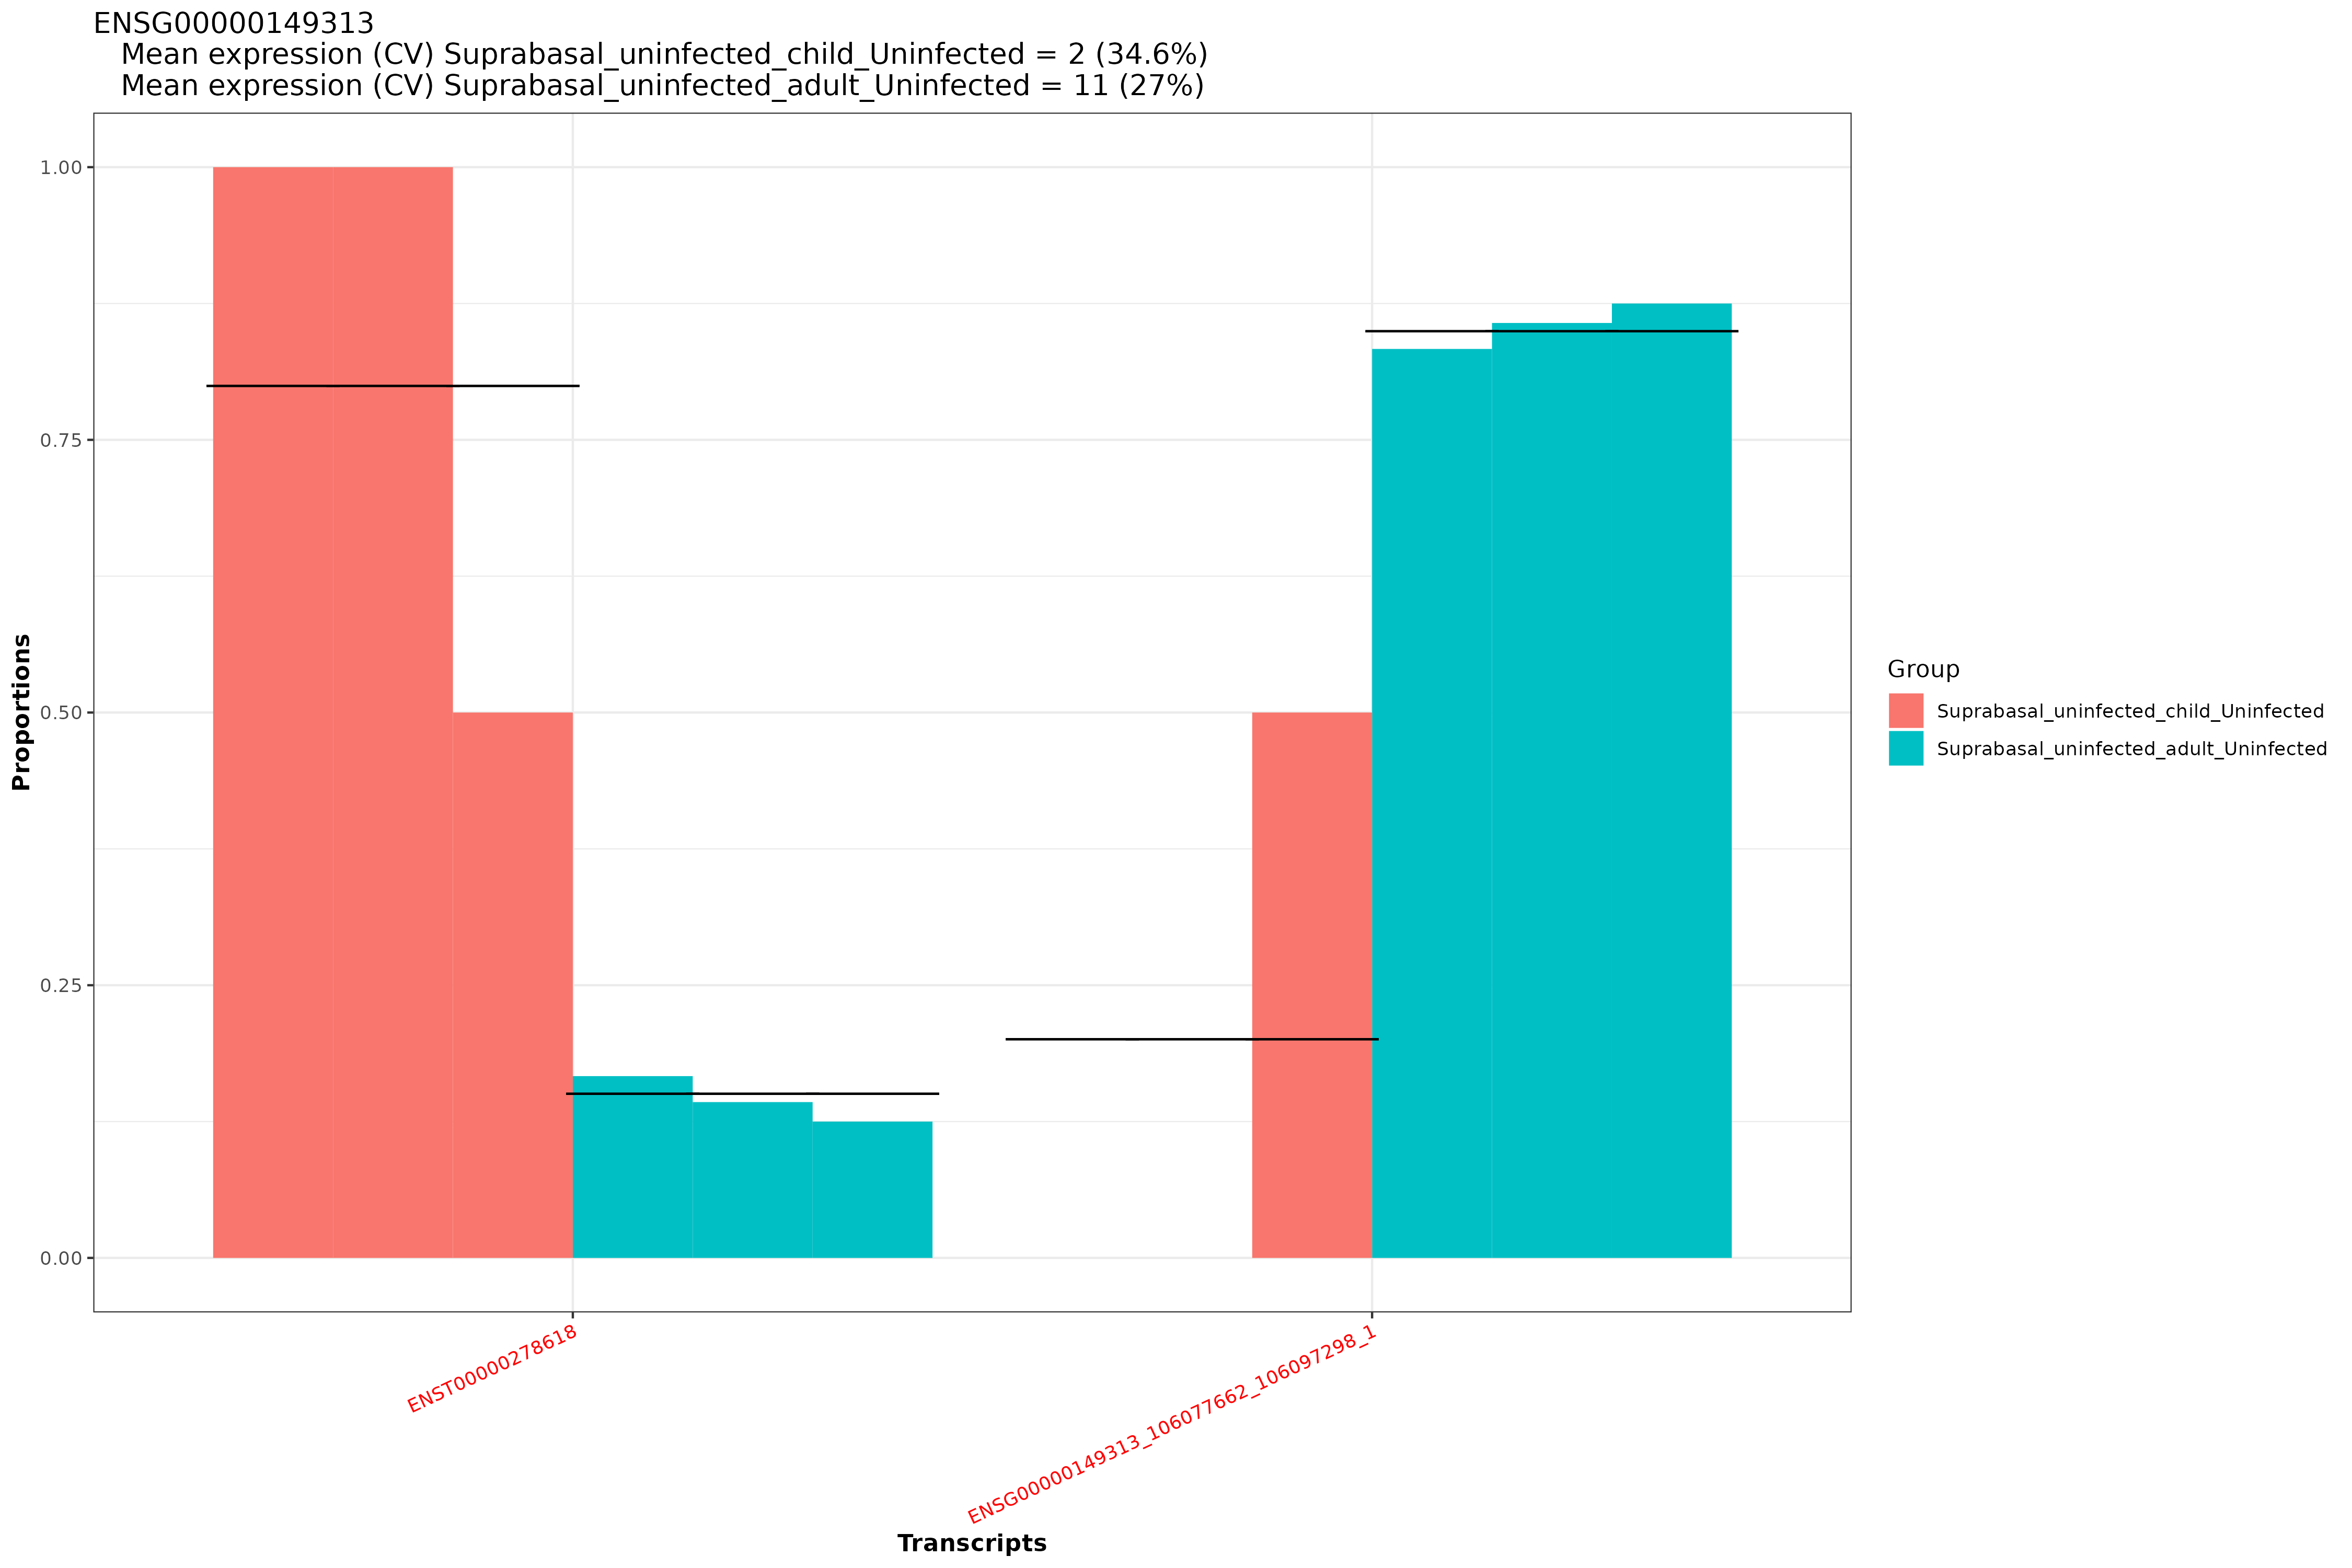 ENSG00000149313
Mean expression (CV) Suprabasal_uninfected_child_Uninfected = 2 (34.6%)
Mean expression (CV) Suprabasal_uninfected_adult_Uninfected = 11 (27%)
1.00
0.75
0.50
0.25
0.00
Proportions
ENST00000278618
ENSG00000149313_106077662_106097298_1
Transcripts
Group
Suprabasal_uninfected_child_Uninfected
Suprabasal_uninfected_adult_Uninfected